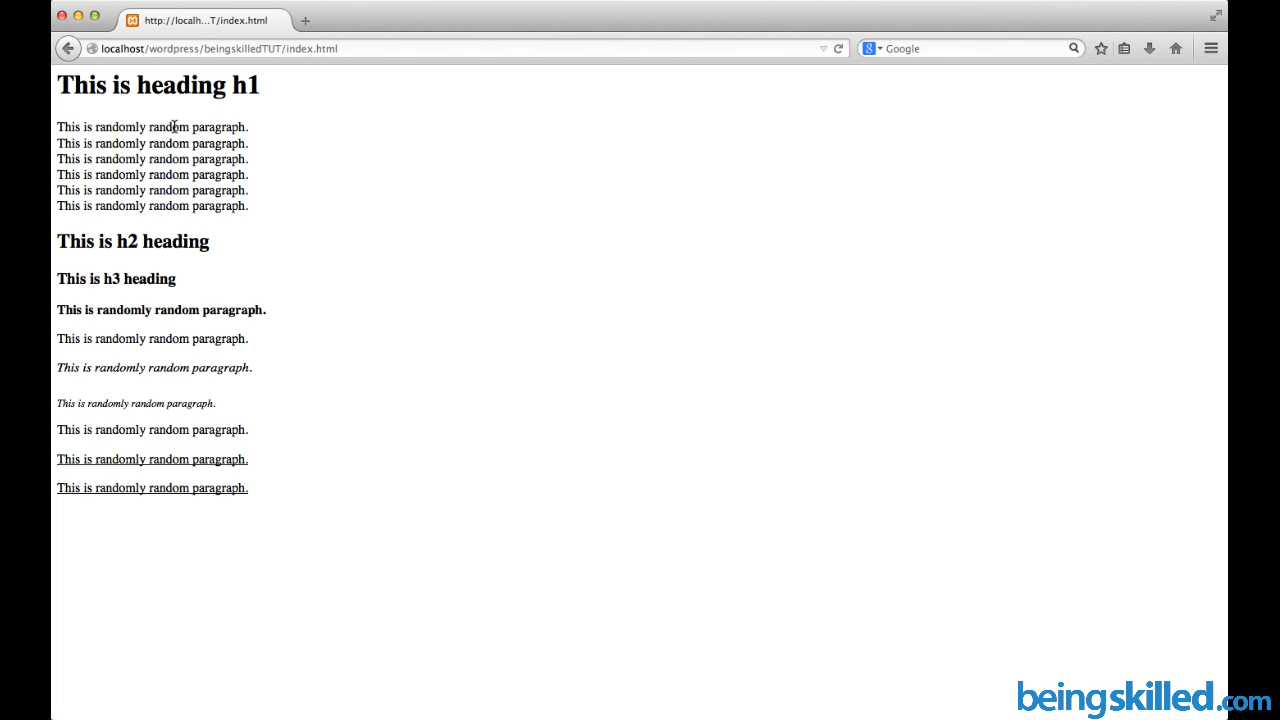 http://localh...T/index.html
localhost/wordpress/beingskilledTUT/index.html
Google
This is heading h1
This is randomly random paragraph.
This is randomly random paragraph.
This is randomly random paragraph.
This is randomly random paragraph.
This is randomly random paragraph.
This is randomly random paragraph.
This is h2 heading
This is h3 heading
This is randomly random paragraph.
This is randomly random paragraph.
This is randomly random paragraph.
This is randomly random paragraph.
This is randomly random paragraph.
This is randomly random paragraph.
This is randomly random paragraph.
beingskilled.com